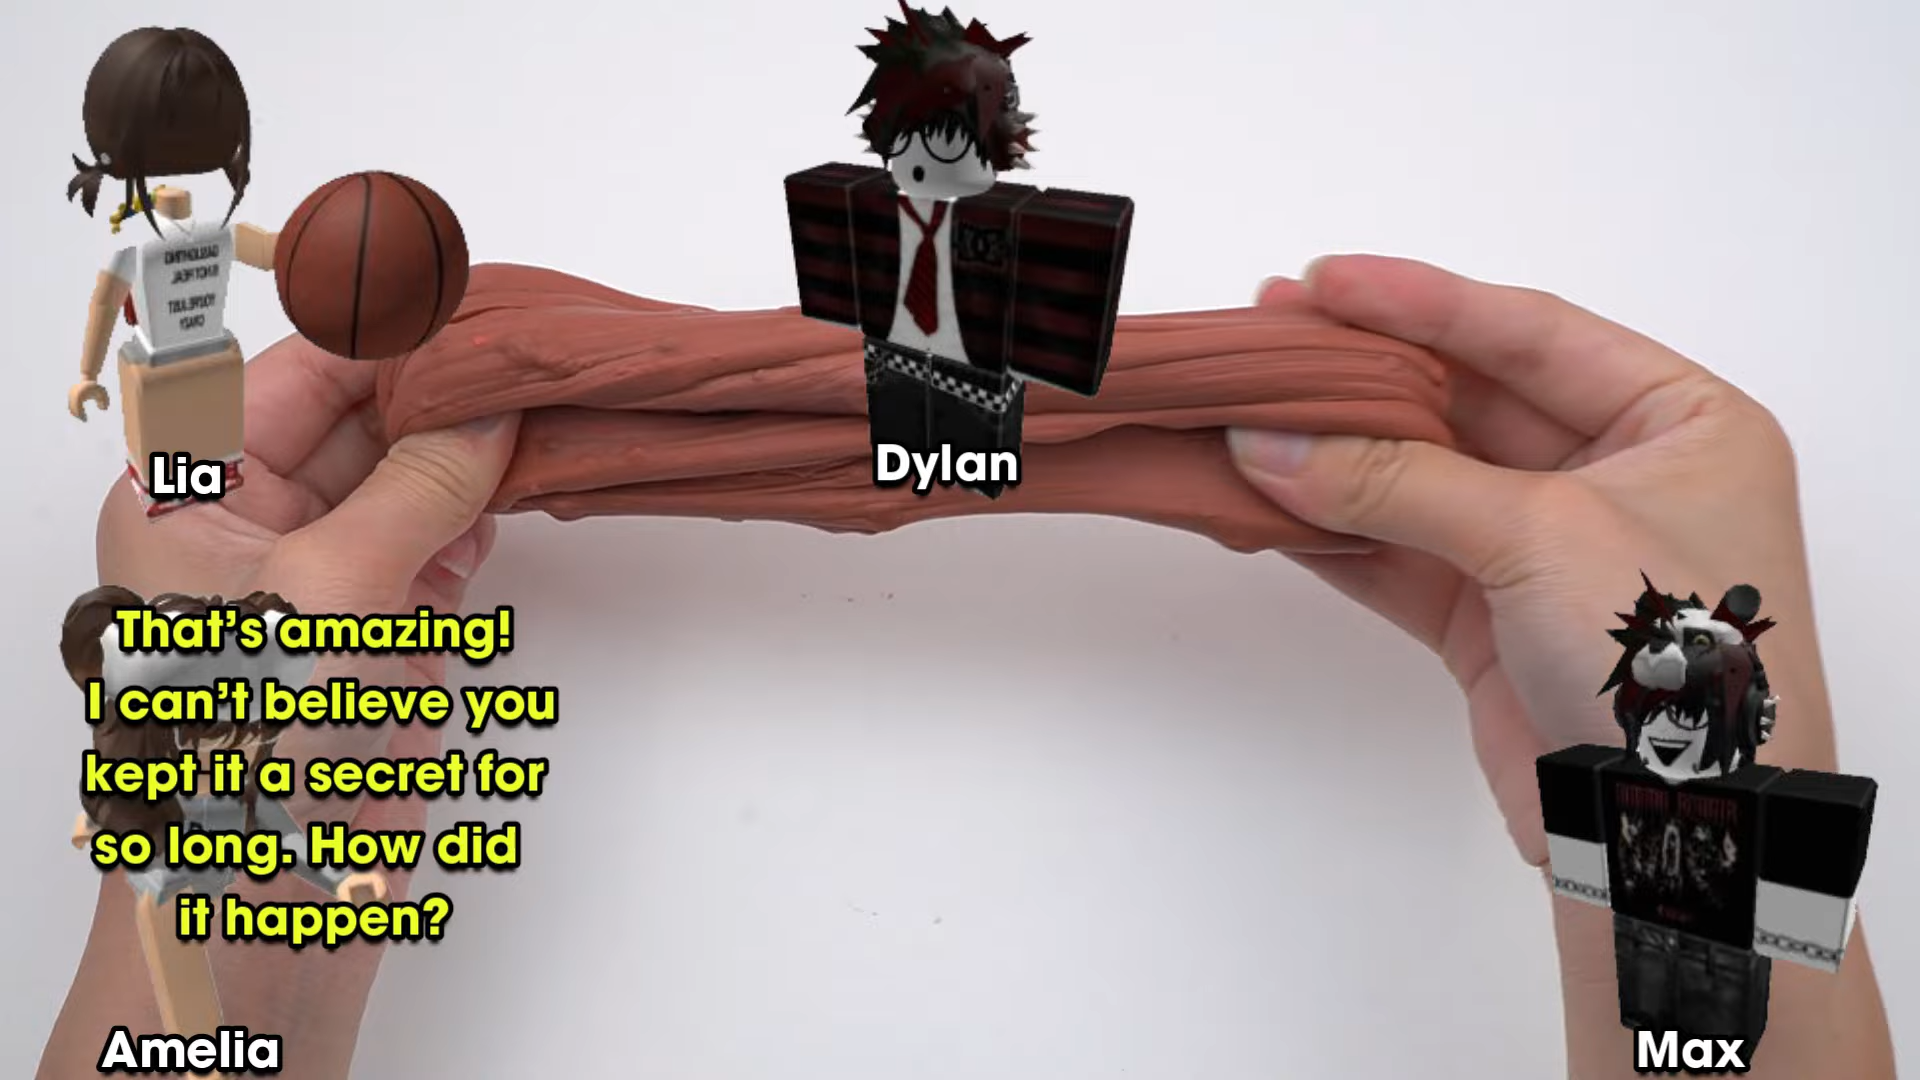 Lia
Dylan
That's amazing!
I can't believe you
kept it a secret for
so long. How did
it happen?
Amelia
Max